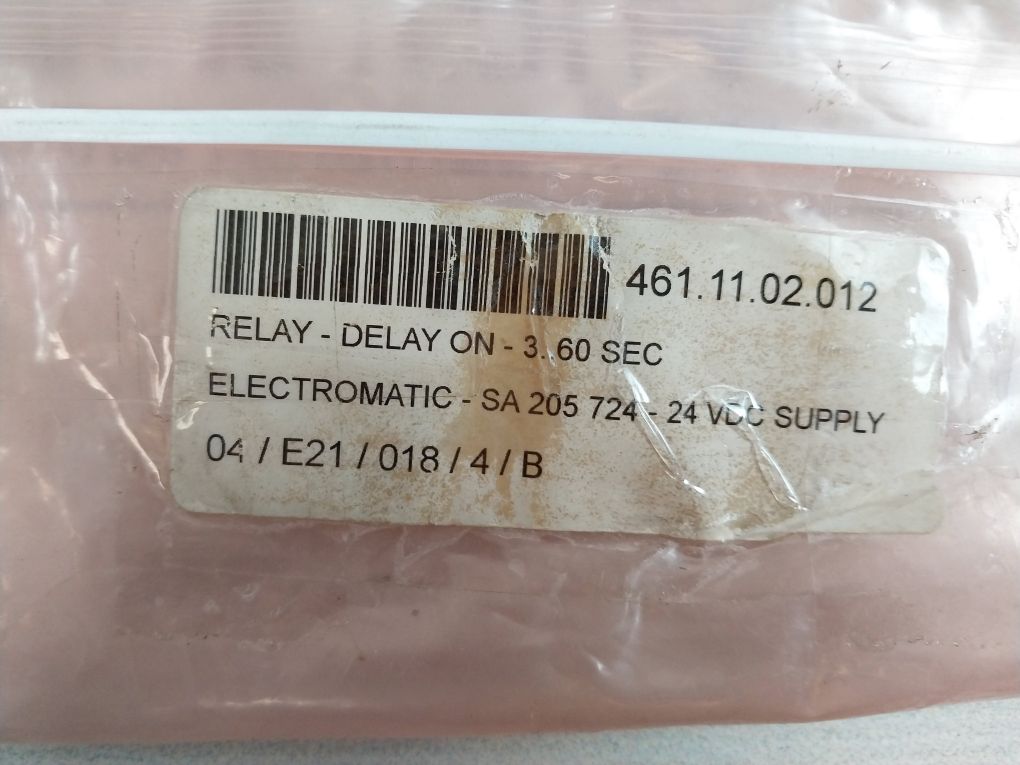 461.11.02.012
RELAY - DELAY ON - 3..60 SEC
ELECTROMATIC - SA 205 724 - 24 VDC SUPPLY
04 / E21 / 018 / 4 / B